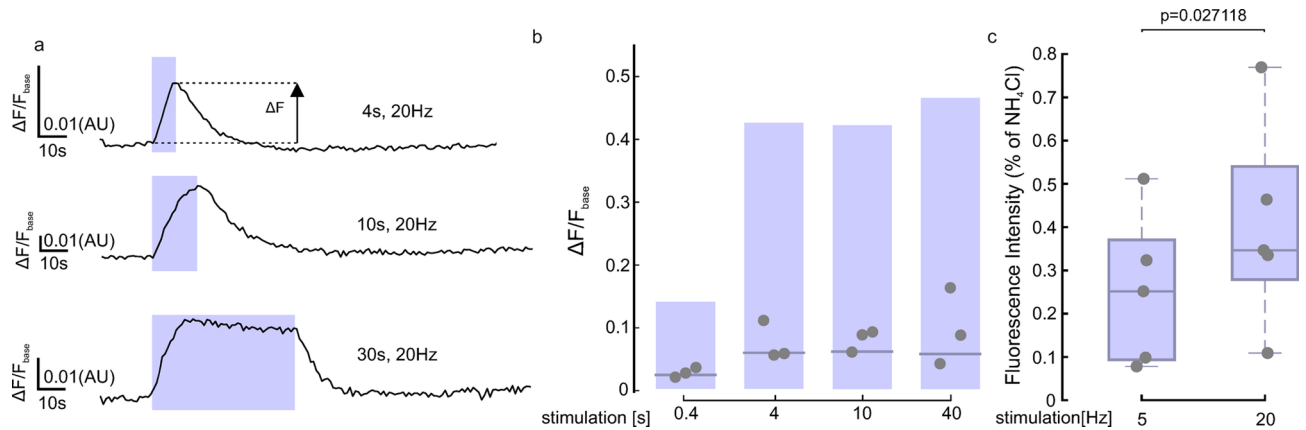 a
ΔF/F_base
0.01(AU)
10s
ΔF
4s, 20Hz
ΔF/F_base
0.01(AU)
10s
10s, 20Hz
ΔF/F_base
0.01(AU)
10s
30s, 20Hz
b
ΔF/F_base
0.5
0.4
0.3
0.2
0.1
0
stimulation [s]
0.4
4
10
40
c
p=0.027118
Fluorescence Intensity (% of NH₄Cl)
0.8
0.7
0.6
0.5
0.4
0.3
0.2
0.1
0
stimulation[Hz]
5
20